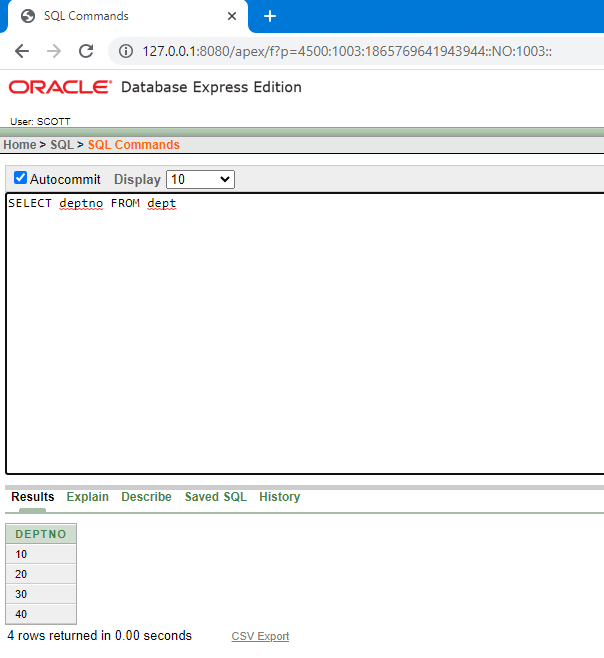 SQL Commands
127.0.0.1:8080/apex/f?p=4500:1003:1865769641943944::NO:1003::
ORACLE® Database Express Edition
User: SCOTT
Home > SQL > SQL Commands
Autocommit Display 10
SELECT deptno FROM dept
Results Explain Describe Saved SQL History
DEPTNO
10
20
30
40
4 rows returned in 0.00 seconds CSV Export